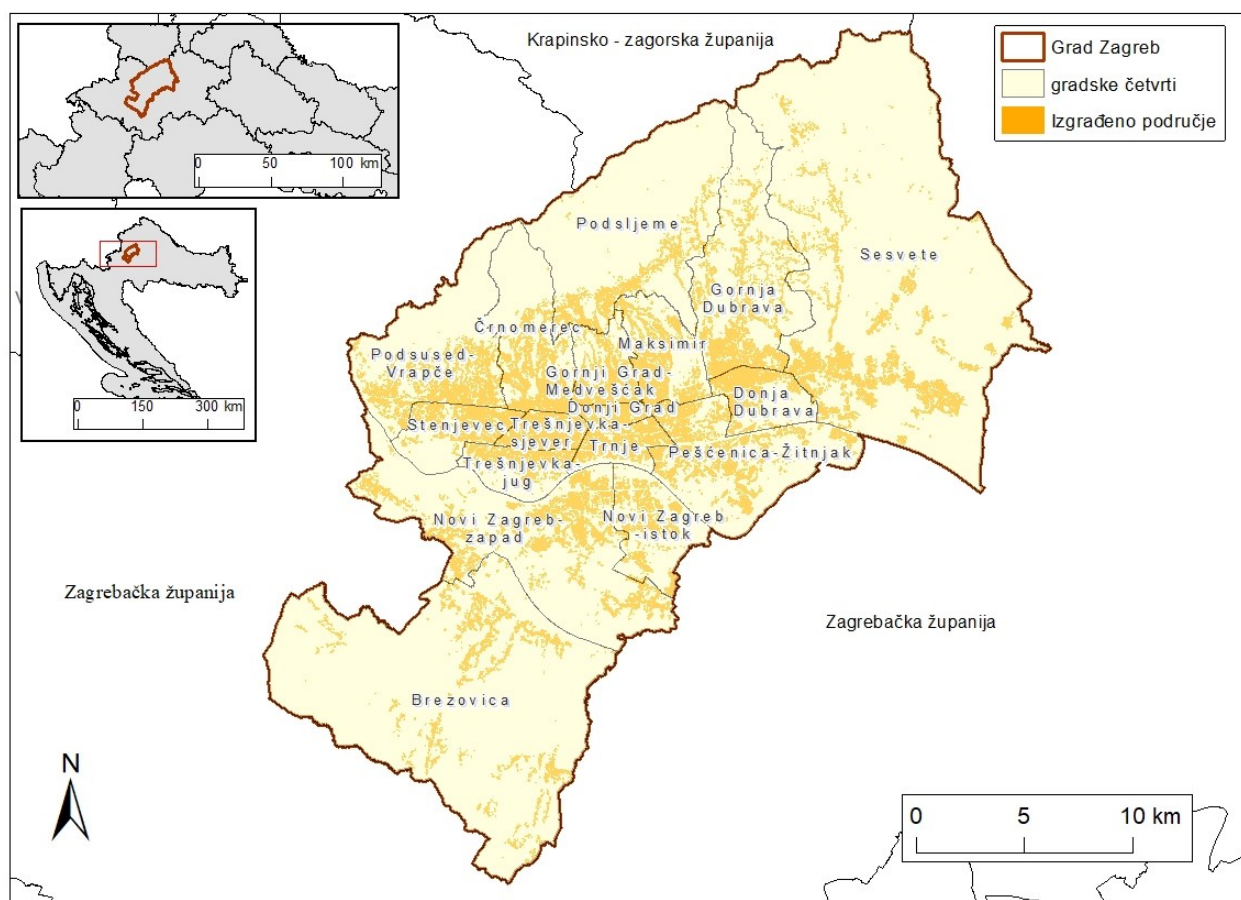 Krapinsko - zagorska županija
Grad Zagreb
gradske četvrti
Izgrađeno područje
0 50 100 km
0 150 300 km
Podsljeme
Sesvete
Gornja
Dubrava
Črnomerec
Maksimir
Podsused-
Vrapče
Gornji Grad-
Medveščak
Donji Grad
Donja
Dubrava
Stenjevec
Trešnjevka-
sjever
Trnje
Pešćenica-Žitnjak
Trešnjevka-
jug
Novi Zagreb-
zapad
Novi Zagreb
-istok
Zagrebačka županija
Zagrebačka županija
Brezovica
N
0 5 10 km